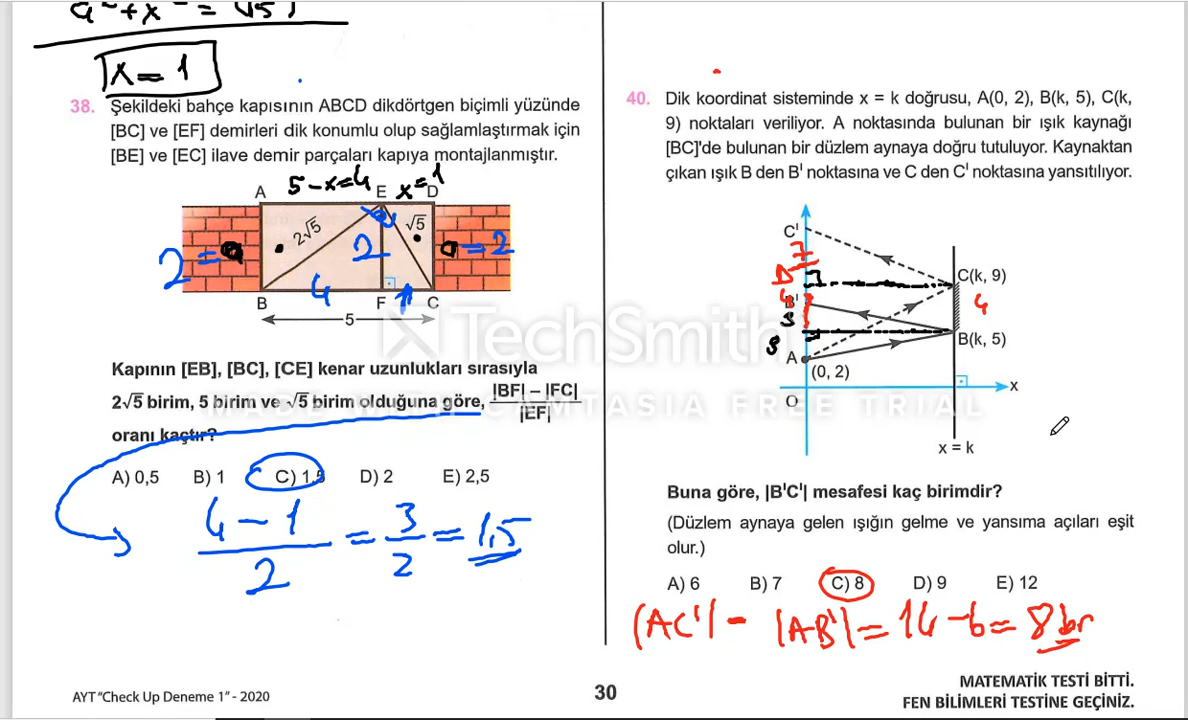 x = 1
38. Şekildeki bahçe kapısının ABCD dikdörtgen biçimli yüzünde
[BC] ve [EF] demirleri dik konumlu olup sağlamlaştırmak için
[BE] ve [EC] ilave demir parçaları kapıya montajlanmıştır.
5-x=4 x=1
A E D
2√5 √5
2 = a 2 a = 2
4 1
B F C
5
Kapının [EB], [BC], [CE] kenar uzunlukları sırasıyla
2√5 birim, 5 birim ve √5 birim olduğuna göre, |BF| – |FC| / |EF|
oranı kaçtır?
A) 0,5 B) 1 C) 1,5 D) 2 E) 2,5
4 - 1 / 2 = 3 / 2 = 1,5
AYT "Check Up Deneme 1" - 2020
40. Dik koordinat sisteminde x = k doğrusu, A(0, 2), B(k, 5), C(k,
9) noktaları veriliyor. A noktasında bulunan bir ışık kaynağı
[BC]'de bulunan bir düzlem aynaya doğru tutuluyor. Kaynaktan
çıkan ışık B den B' noktasına ve C den C' noktasına yansıtılıyor.
C'
7
C(k, 9)
4 B' 4
3
B(k, 5)
3 A
(0, 2)
x
O
x = k
Buna göre, |B'C'| mesafesi kaç birimdir?
(Düzlem aynaya gelen ışığın gelme ve yansıma açıları eşit
olur.)
A) 6 B) 7 C) 8 D) 9 E) 12
|AC'| - |AB'| = 14 - 6 = 8 br
30
MATEMATİK TESTİ BİTTİ.
FEN BİLİMLERİ TESTİNE GEÇİNİZ.
TechSmith
MADE WITH CAMTASIA FREE TRIAL